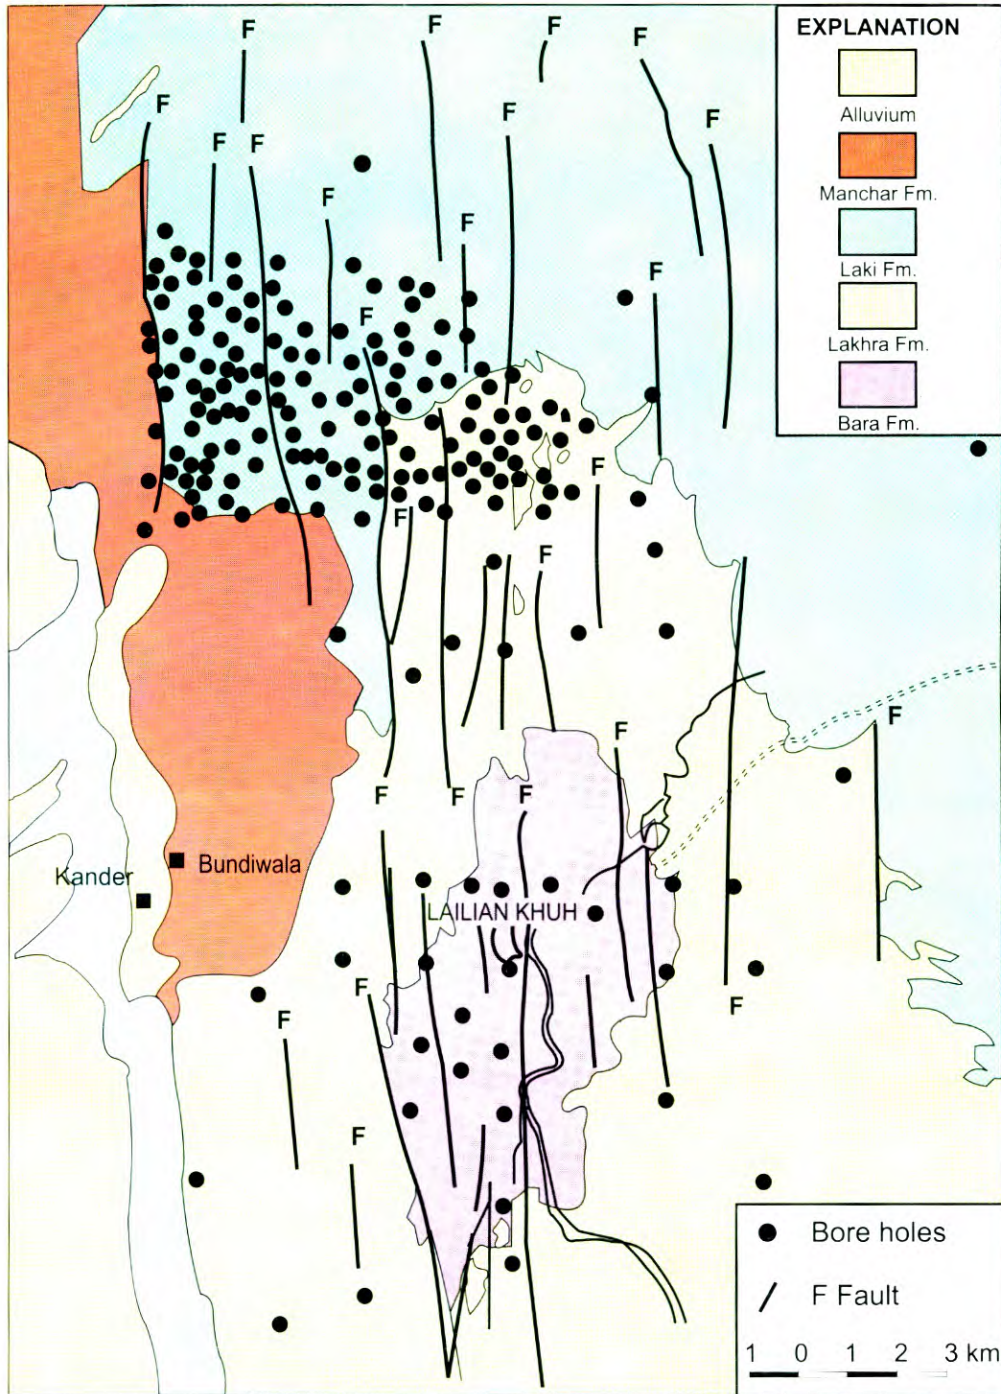 F
F
F
F
EXPLANATION
Alluvium
F
F
F
F
F
Manchar Fm.
F
F
Laki Fm.
F
F
Lakhra Fm.
Bara Fm.
F
F
F
F
F
F
F
F
Bundiwala
Kander
LAILIAN KHUH
F
F
F
F
Bore holes
F Fault
1 0 1 2 3 km